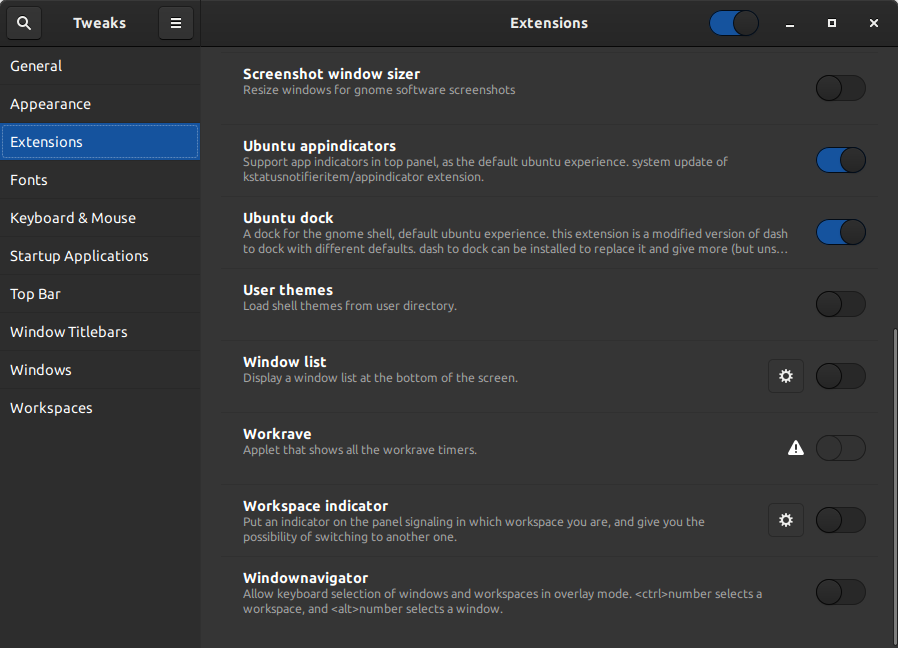 Tweaks
Extensions
General
Appearance
Extensions
Fonts
Keyboard & Mouse
Startup Applications
Top Bar
Window Titlebars
Windows
Workspaces
Screenshot window sizer
Resize windows for gnome software screenshots
Ubuntu appindicators
Support app indicators in top panel, as the default ubuntu experience. system update of
kstatusnotifieritem/appindicator extension.
Ubuntu dock
A dock for the gnome shell, default ubuntu experience. this extension is a modified version of dash
to dock with different defaults. dash to dock can be installed to replace it and give more (but uns…
User themes
Load shell themes from user directory.
Window list
Display a window list at the bottom of the screen.
Workrave
Applet that shows all the workrave timers.
Workspace indicator
Put an indicator on the panel signaling in which workspace you are, and give you the
possibility of switching to another one.
Windownavigator
Allow keyboard selection of windows and workspaces in overlay mode. <ctrl>number selects a
workspace, and <alt>number selects a window.